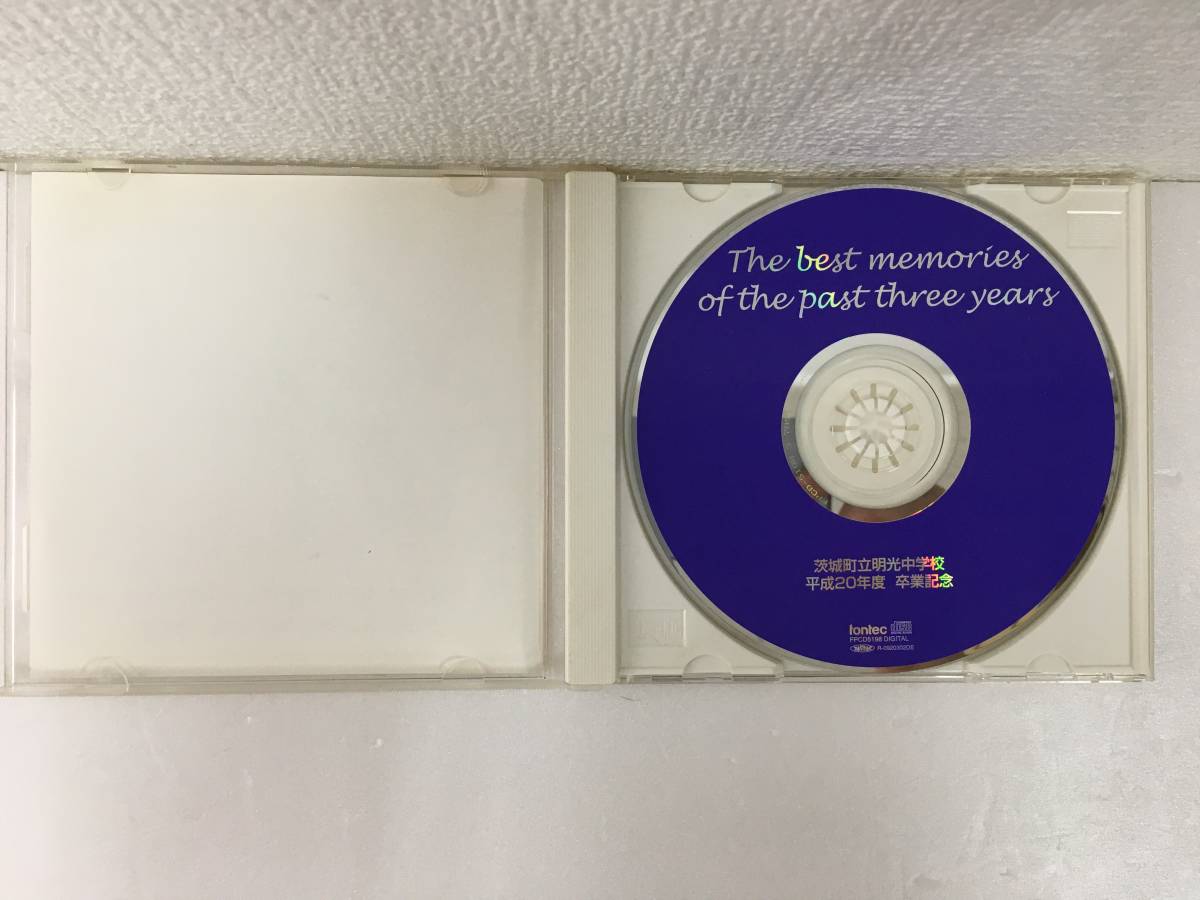 The best memories
of the past three years
茨城町立明光中学校
平成20年度 卒業記念
fontec
FPCD5198 DIGITAL
R-0920302DE